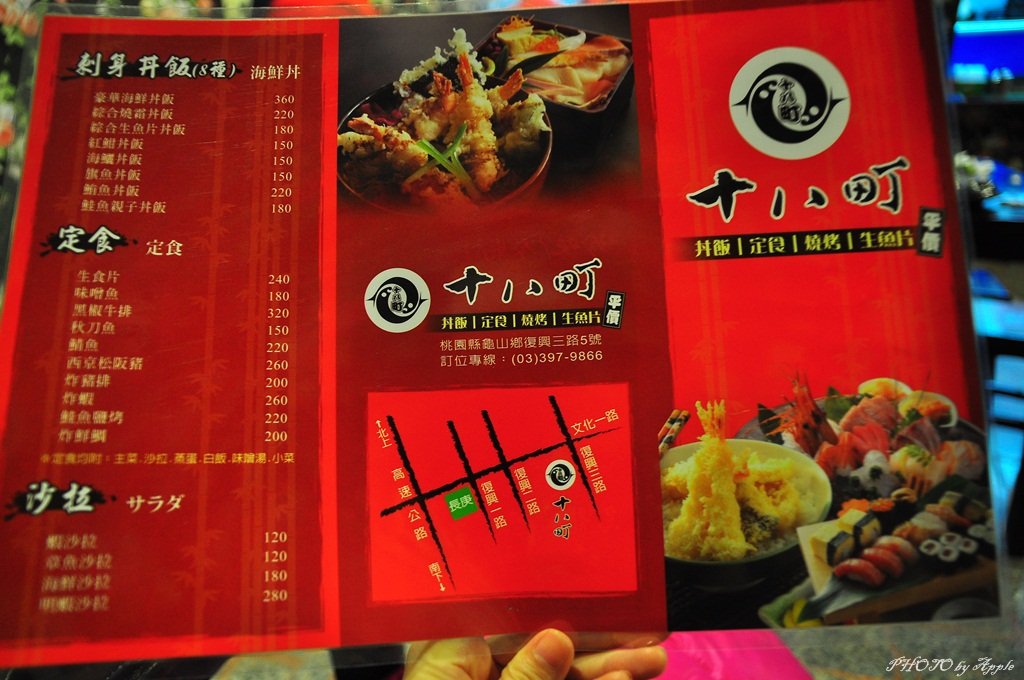 刺身丼飯(8種) 海鮮丼
豪華海鮮丼飯 360
綜合燒霜丼飯 220
綜合生魚片丼飯 180
紅魽丼飯 150
海鱺丼飯 150
旗魚丼飯 150
鮪魚丼飯 220
鮭魚親子丼飯 180
定食 定食
生食片 240
味噌魚 180
黑椒牛排 320
秋刀魚 150
鯖魚 220
西京松阪豬 260
炸豬排 200
炸蝦 260
鮭魚鹽烤 220
炸鮮鯛 200
※定食均附：主菜.沙拉.蒸蛋.白飯.味噌湯.小菜
沙拉 サラダ
蝦沙拉 120
章魚沙拉 120
海鮮沙拉 180
明蝦沙拉 280
十八町
十八町
平價
丼飯｜定食｜燒烤｜生魚片
桃園縣龜山鄉復興三路5號
訂位專線：(03)397-9866
↑北上
高速公路
南下↓
長庚
復興一路
復興二路
復興三路
文化一路
十八町
十八町
十八町
平價
丼飯｜定食｜燒烤｜生魚片
PHOTO by Apple